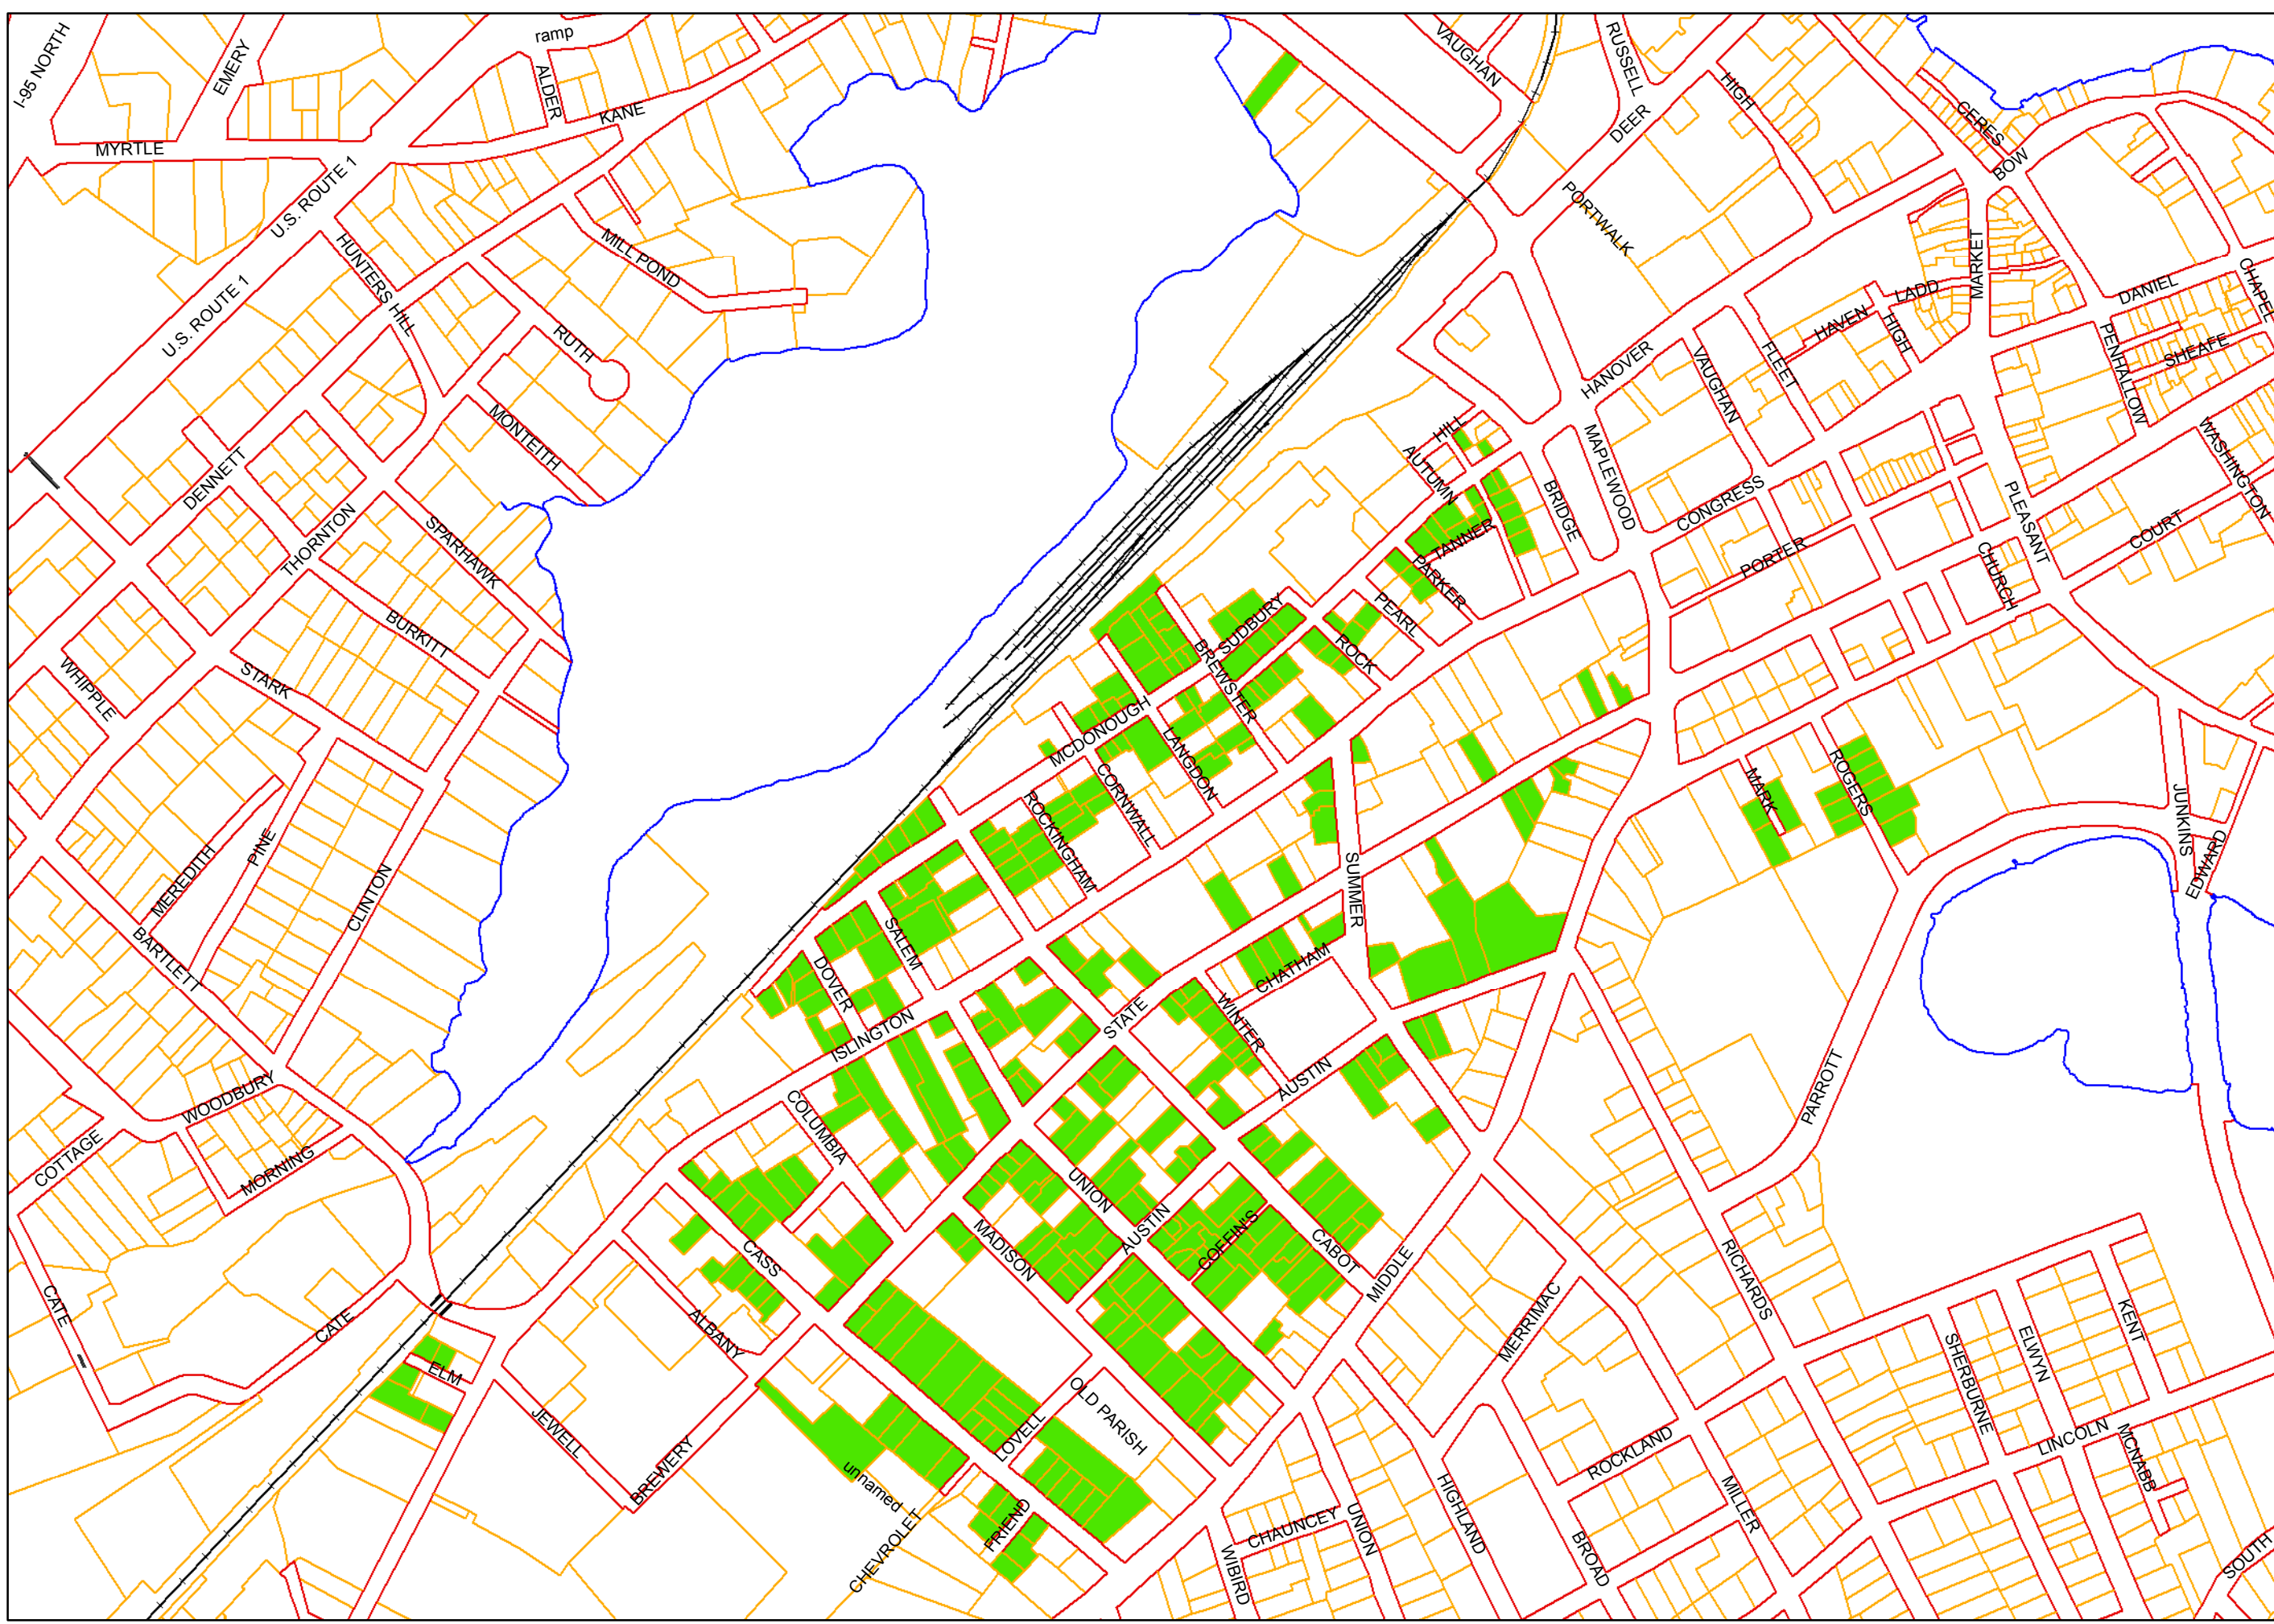 I-95 NORTH
EMERY
ramp
ALDER
KANE
MYRTLE
U.S. ROUTE 1
U.S. ROUTE 1
HUNTERS HILL
MILL POND
RUTH
MONTEITH
DENNETT
THORNTON
SPARHAWK
BURKITT
WHIPPLE
STARK
MEREDITH
PINE
CLINTON
BARTLETT
WOODBURY
COTTAGE
MORNING
CATE
CATE
ELM
JEWELL
BREWERY
ALBANY
CASS
COLUMBIA
ISLINGTON
DOVER
SALEM
ROCKINGHAM
CORNWALL
MCDONOUGH
LANGDON
BREWSTER
SUDBURY
ROCK
PEARL
PARKER
TANNER
AUTUMN
HILL
BRIDGE
MAPLEWOOD
HANOVER
VAUGHAN
RUSSELL
DEER
HIGH
PORTWALK
CERES
BOW
MARKET
LADD
HAVEN
HIGH
FLEET
VAUGHAN
DANIEL
CHAPEL
PENHALLOW
SHEAFE
WASHINGTON
CONGRESS
PORTER
PLEASANT
CHURCH
COURT
MARK
ROGERS
JUNKINS
EDWARD
SUMMER
CHATHAM
STATE
WINTER
AUSTIN
UNION
MADISON
AUSTIN
COFFIN'S
CABOT
MIDDLE
PARROTT
RICHARDS
MERRIMAC
OLD PARISH
LOVELL
unnamed
CHEVROLET
FRIEND
CHAUNCEY
WIBIRD
UNION
HIGHLAND
BROAD
ROCKLAND
MILLER
SHERBURNE
ELWYN
KENT
LINCOLN
MCNABB
SOUTH